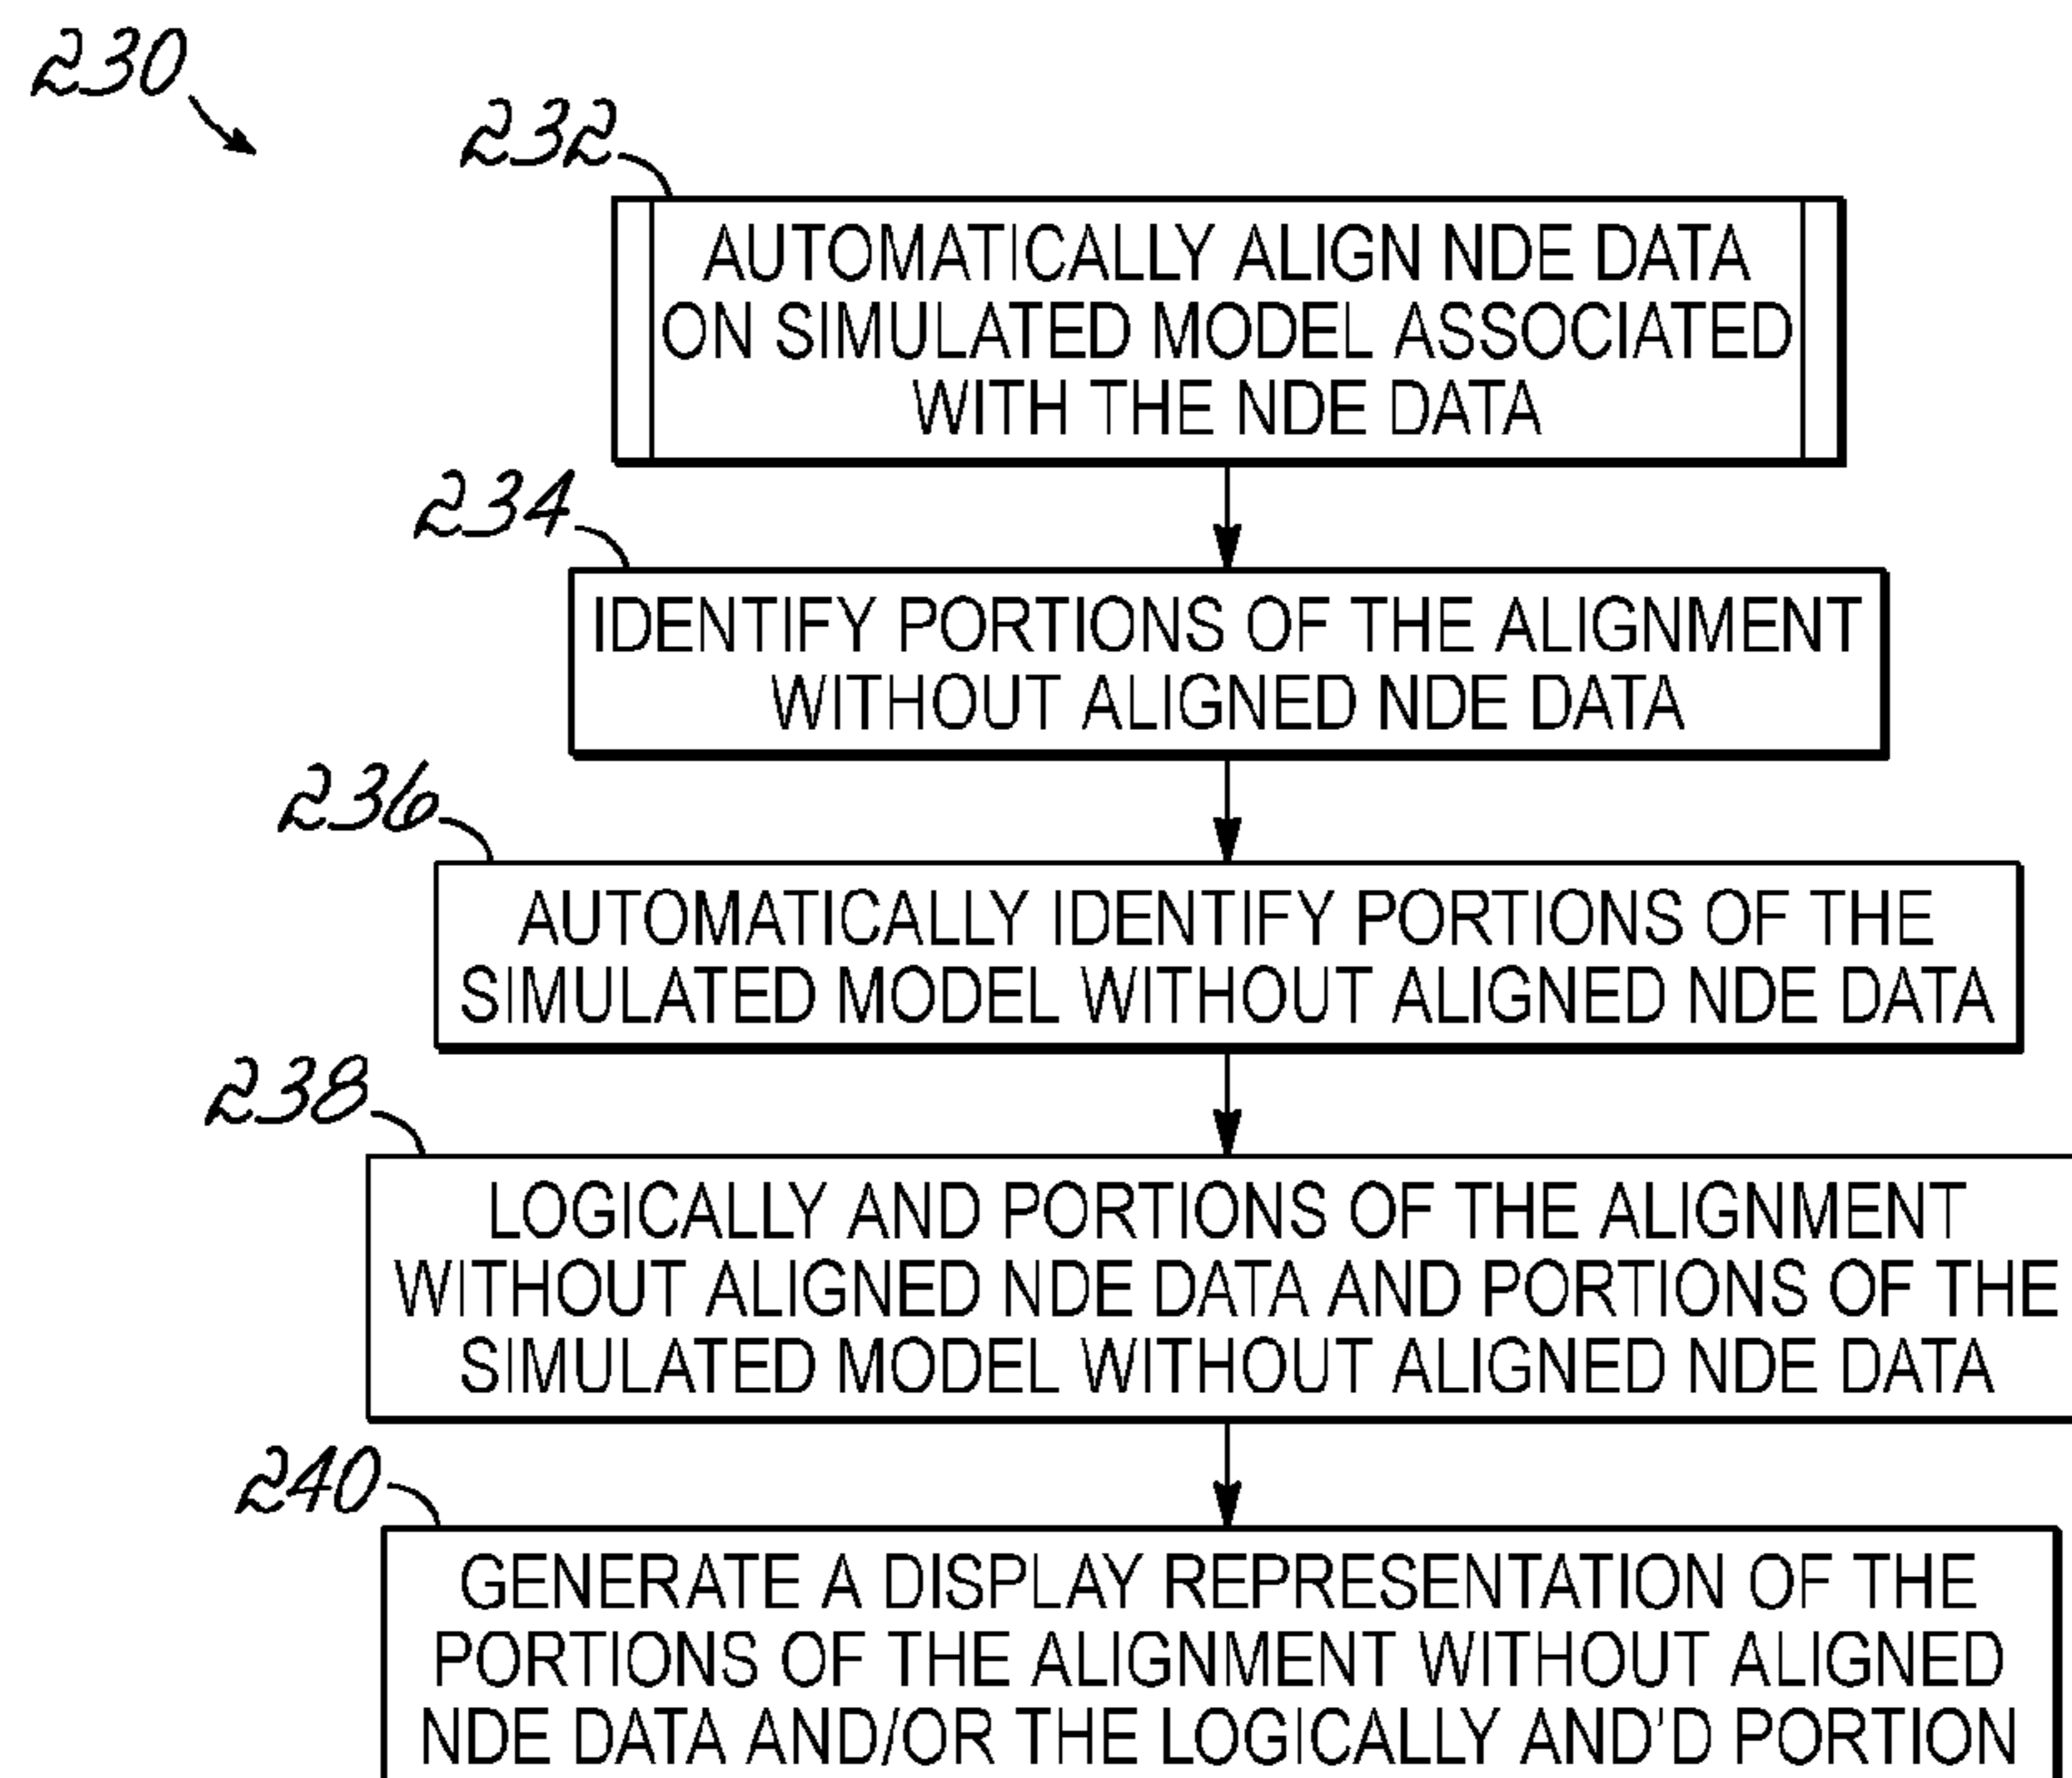 230
232
AUTOMATICALLY ALIGN NDE DATA
ON SIMULATED MODEL ASSOCIATED
WITH THE NDE DATA
234
IDENTIFY PORTIONS OF THE ALIGNMENT
WITHOUT ALIGNED NDE DATA
236
AUTOMATICALLY IDENTIFY PORTIONS OF THE
SIMULATED MODEL WITHOUT ALIGNED NDE DATA
238
LOGICALLY AND PORTIONS OF THE ALIGNMENT
WITHOUT ALIGNED NDE DATA AND PORTIONS OF THE
SIMULATED MODEL WITHOUT ALIGNED NDE DATA
240
GENERATE A DISPLAY REPRESENTATION OF THE
PORTIONS OF THE ALIGNMENT WITHOUT ALIGNED
NDE DATA AND/OR THE LOGICALLY AND'D PORTION